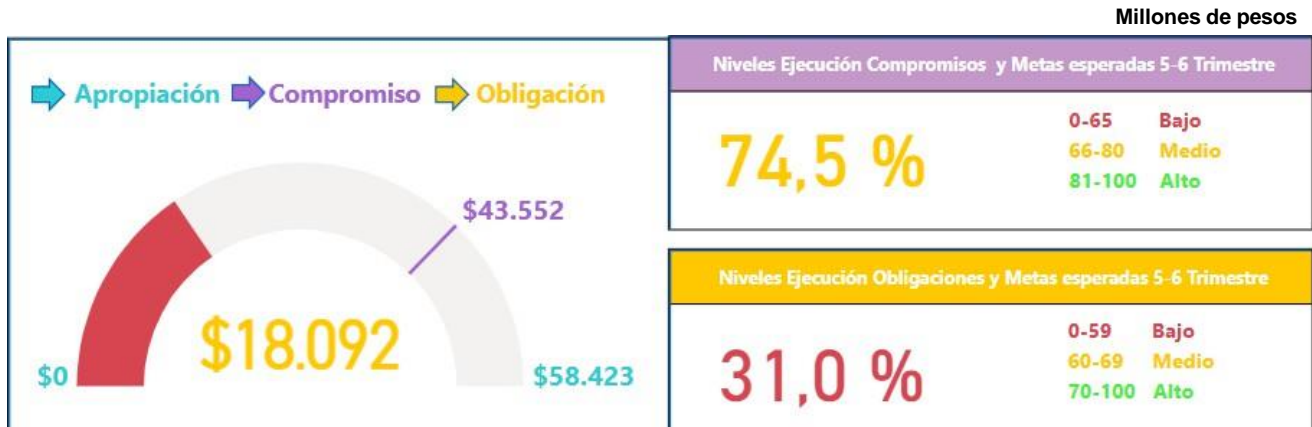 Millones de pesos
Apropiación Compromiso Obligación
$43.552
$18.092
$0
$58.423
Niveles Ejecución Compromisos y Metas esperadas 5-6 Trimestre
74,5 %
0-65 Bajo
66-80 Medio
81-100 Alto
Niveles Ejecución Obligaciones y Metas esperadas 5-6 Trimestre
31,0 %
0-59 Bajo
60-69 Medio
70-100 Alto